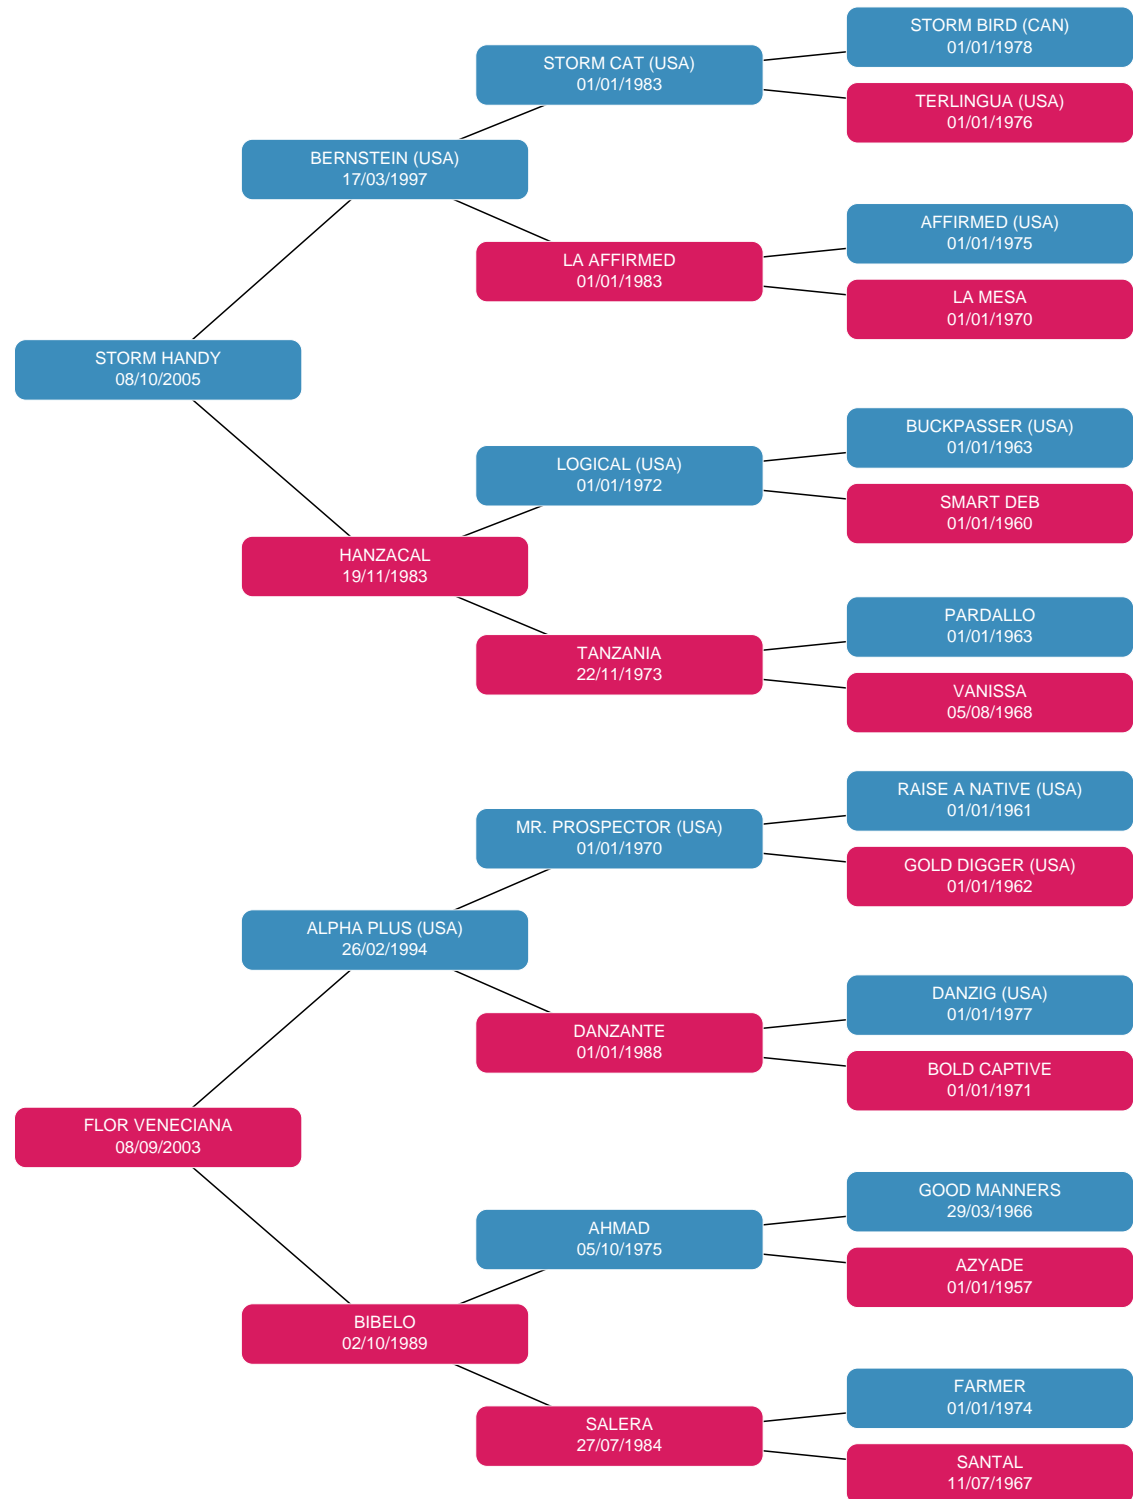 STORM BIRD (CAN)
01/01/1978
STORM CAT (USA)
01/01/1983
TERLINGUA (USA)
01/01/1976
BERNSTEIN (USA)
17/03/1997
AFFIRMED (USA)
01/01/1975
LA AFFIRMED
01/01/1983
LA MESA
01/01/1970
STORM HANDY
08/10/2005
BUCKPASSER (USA)
01/01/1963
LOGICAL (USA)
01/01/1972
SMART DEB
01/01/1960
HANZACAL
19/11/1983
PARDALLO
01/01/1963
TANZANIA
22/11/1973
VANISSA
05/08/1968
RAISE A NATIVE (USA)
01/01/1961
MR. PROSPECTOR (USA)
01/01/1970
GOLD DIGGER (USA)
01/01/1962
ALPHA PLUS (USA)
26/02/1994
DANZIG (USA)
01/01/1977
DANZANTE
01/01/1988
BOLD CAPTIVE
01/01/1971
FLOR VENECIANA
08/09/2003
GOOD MANNERS
29/03/1966
AHMAD
05/10/1975
AZYADE
01/01/1957
BIBELO
02/10/1989
FARMER
01/01/1974
SALERA
27/07/1984
SANTAL
11/07/1967